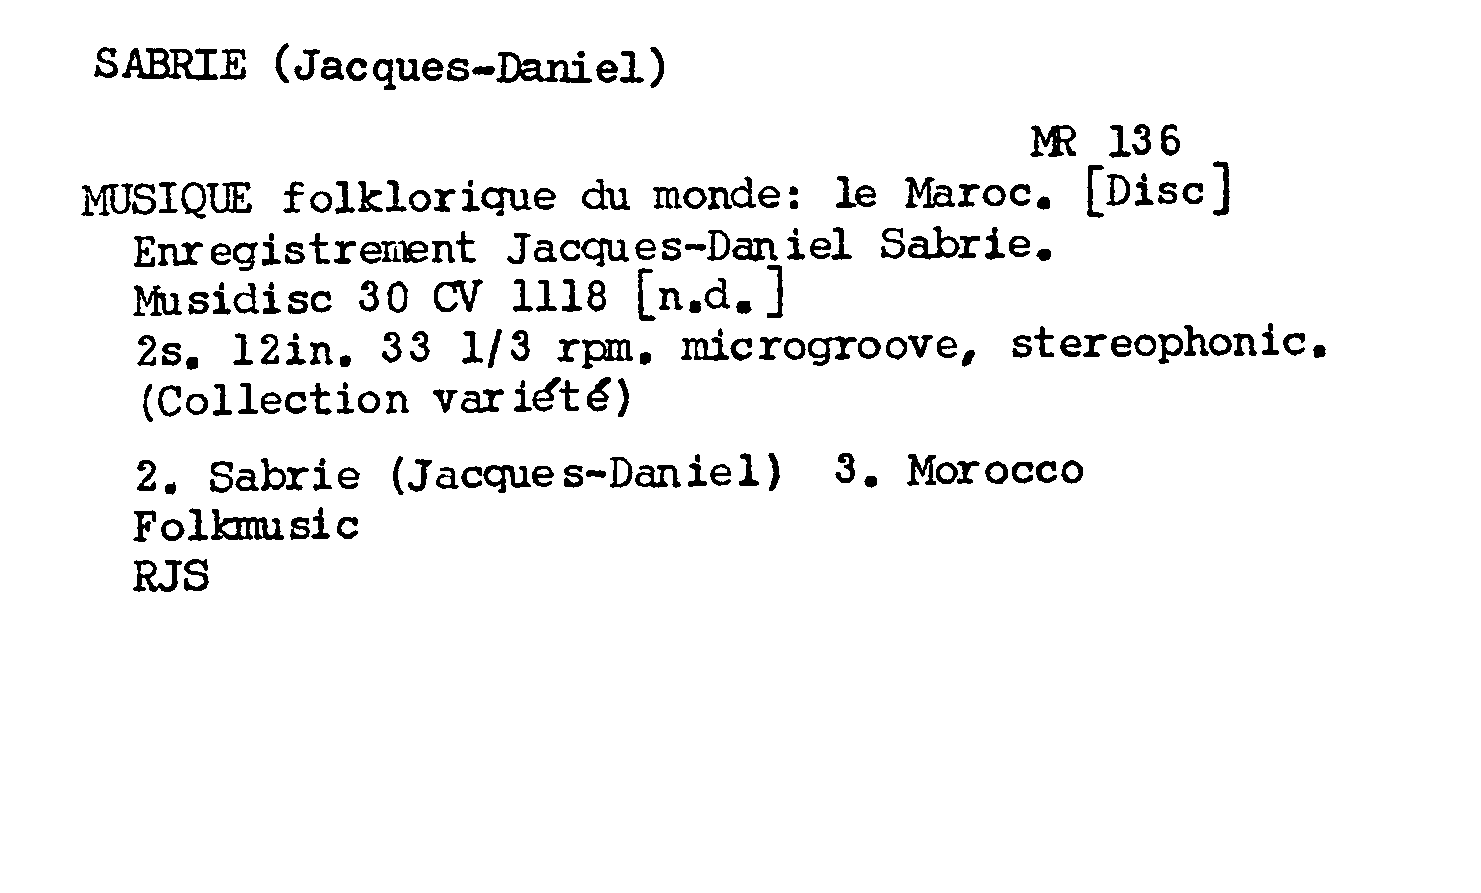 SABRIE (Jacques-Daniel)
MR 136
MUSIQUE folklorique du monde: le Maroc. [Disc]
Enregistrement Jacques-Daniel Sabrie.
Musidisc 30 CV 1118 [n.d.]
2s. 12in. 33 1/3 rpm. microgroove, stereophonic.
(Collection variété)
2. Sabrie (Jacques-Daniel) 3. Morocco
Folkmusic
RJS